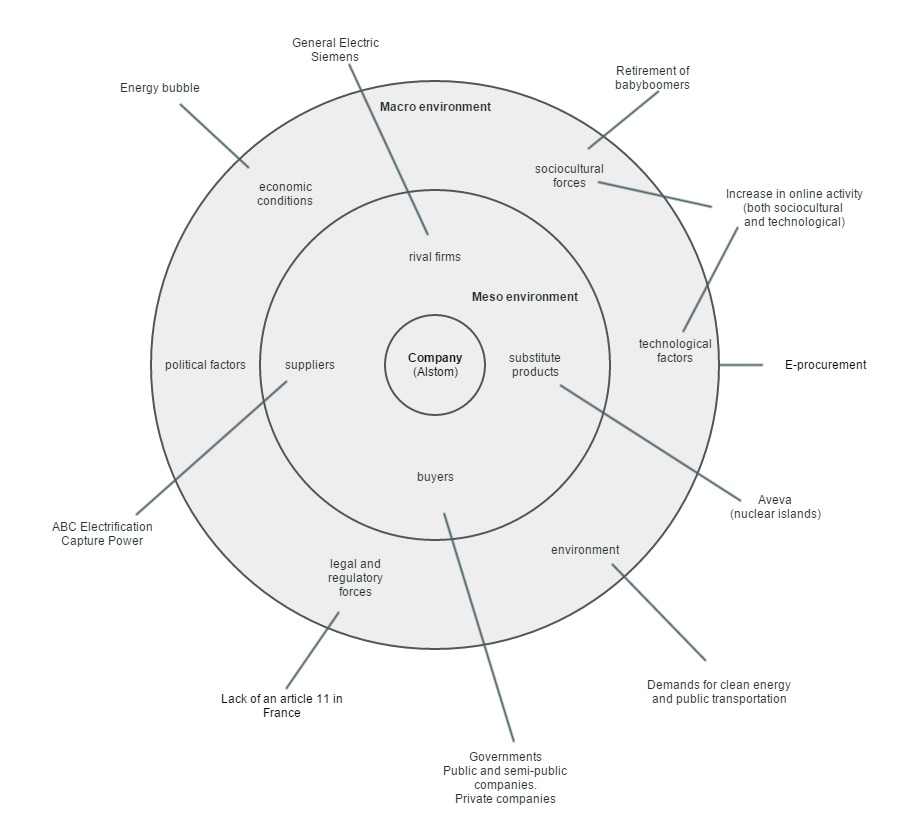 General Electric
Siemens
Retirement of
babyboomers
Energy bubble
Macro environment
sociocultural
forces
economic
conditions
Increase in online activity
(both sociocultural
and technological)
rival firms
Meso environment
technological
factors
political factors
suppliers
Company
(Alstom)
substitute
products
E-procurement
buyers
Aveva
(nuclear islands)
ABC Electrification
Capture Power
environment
legal and
regulatory
forces
Demands for clean energy
and public transportation
Lack of an article 11 in
France
Governments
Public and semi-public
companies.
Private companies